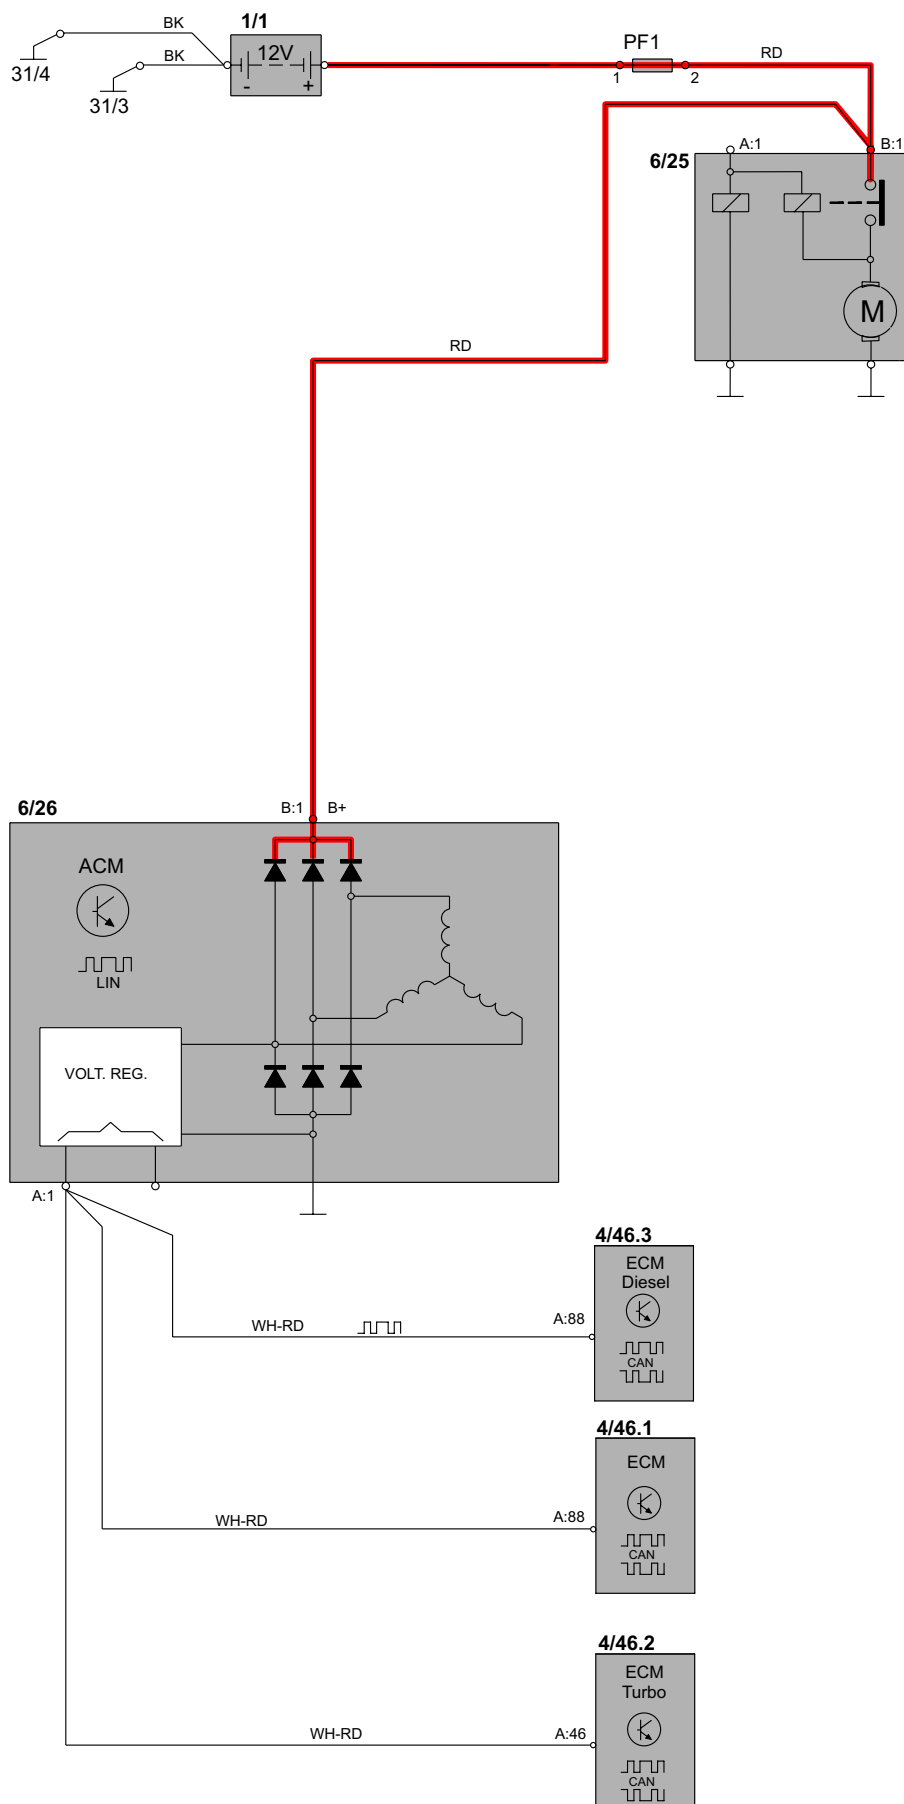 BK
1/1
BK
12V
- +
31/4
31/3
PF1
1
2
RD
A:1
B:1
6/25
M
RD
6/26
B:1
B+
ACM
LIN
VOLT. REG.
A:1
4/46.3
ECM
Diesel
CAN
WH-RD
A:88
4/46.1
ECM
CAN
WH-RD
A:88
4/46.2
ECM
Turbo
CAN
WH-RD
A:46